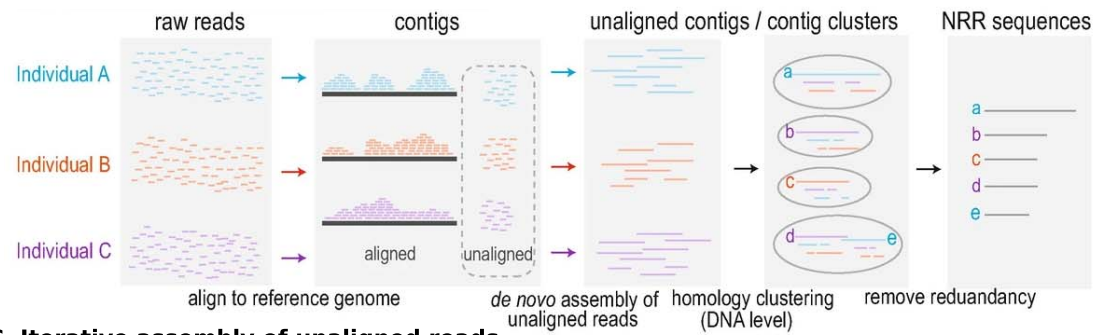 raw reads
contigs
unaligned contigs / contig clusters
NRR sequences
Individual A
Individual B
Individual C
aligned
unaligned
a
b
c
d
e
a
b
c
d
e
align to reference genome
de novo assembly of
unaligned reads
homology clustering
(DNA level)
remove reduandancy
Iterative assembly of unaligned reads